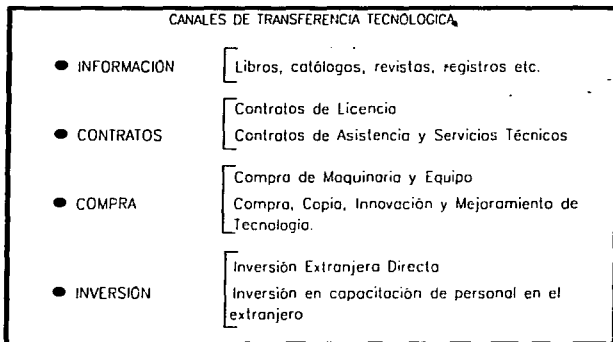 CANALES DE TRANSFERENCIA TECNOLOGICA
● INFORMACION
Libros, catálogos, revistas, registros etc.
● CONTRATOS
Contratos de Licencia
Contratos de Asistencia y Servicios Técnicos
● COMPRA
Compra de Maquinaria y Equipo
Compra, Copia, Innovación y Mejoramiento de
Tecnología.
● INVERSIÓN
Inversión Extranjera Directa
Inversión en capacitación de personal en el
extranjero